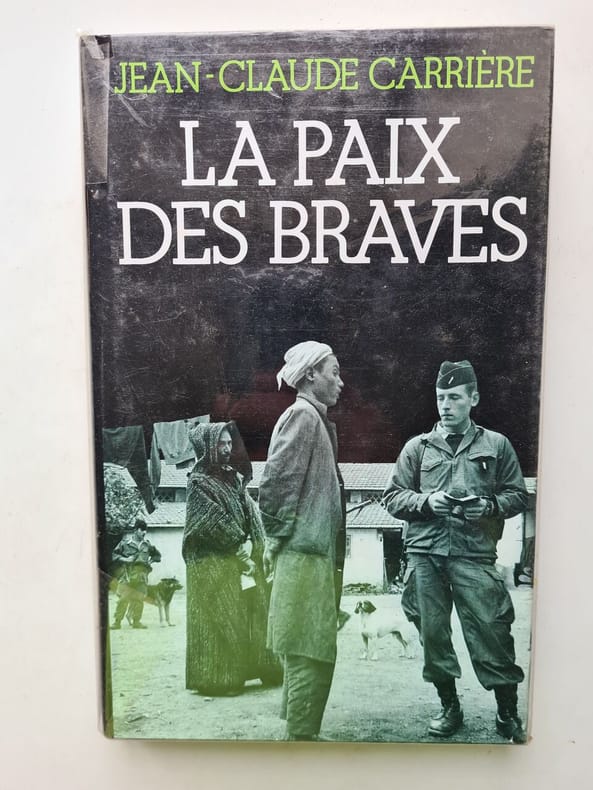 JEAN-CLAUDE CARRIÈRE
LA PAIX
DES BRAVES